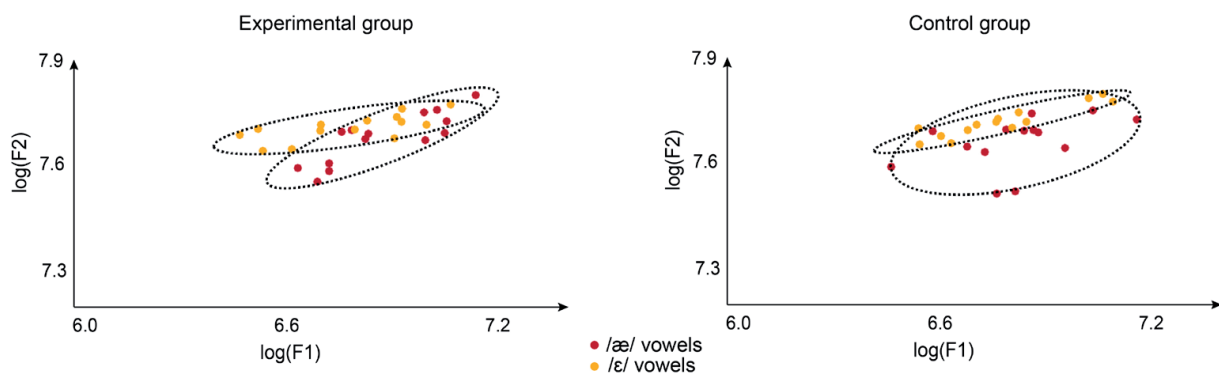 Experimental group
7.9
7.6
7.3
log(F2)
6.0 6.6 7.2
log(F1)
Control group
7.9
7.6
7.3
log(F2)
6.0 6.6 7.2
log(F1)
/æ/ vowels
/ɛ/ vowels